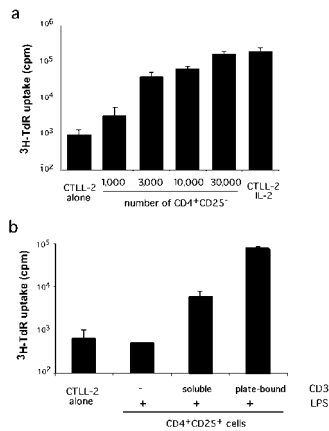 a
³H-TdR uptake (cpm)
10⁶
10⁵
10⁴
10³
10²
CTLL-2 alone
1,000 3,000 10,000 30,000
CTLL-2 IL-2
number of CD4⁺CD25⁻
b
³H-TdR uptake (cpm)
10⁵
10⁴
10³
10²
CTLL-2 alone
- soluble plate-bound CD3
+ + + LPS
CD4⁺CD25⁺ cells